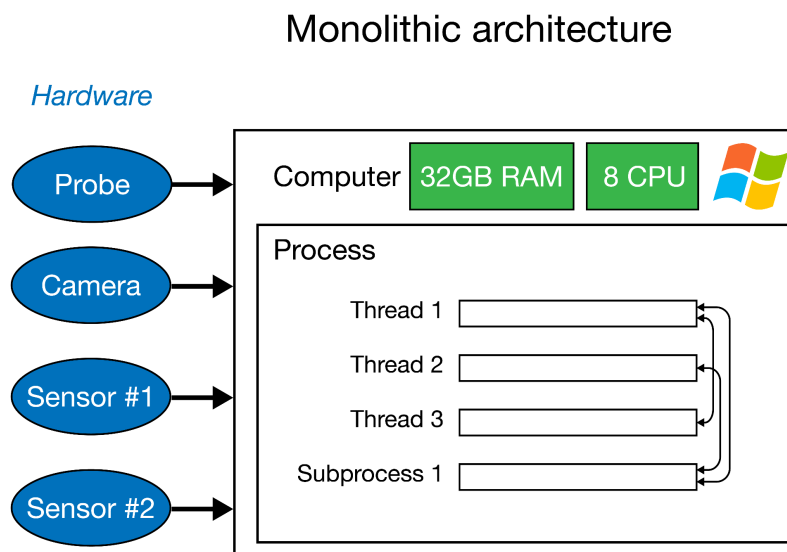 Monolithic architecture
Hardware
Probe
Camera
Sensor #1
Sensor #2
Computer
32GB RAM
8 CPU
Process
Thread 1
Thread 2
Thread 3
Subprocess 1